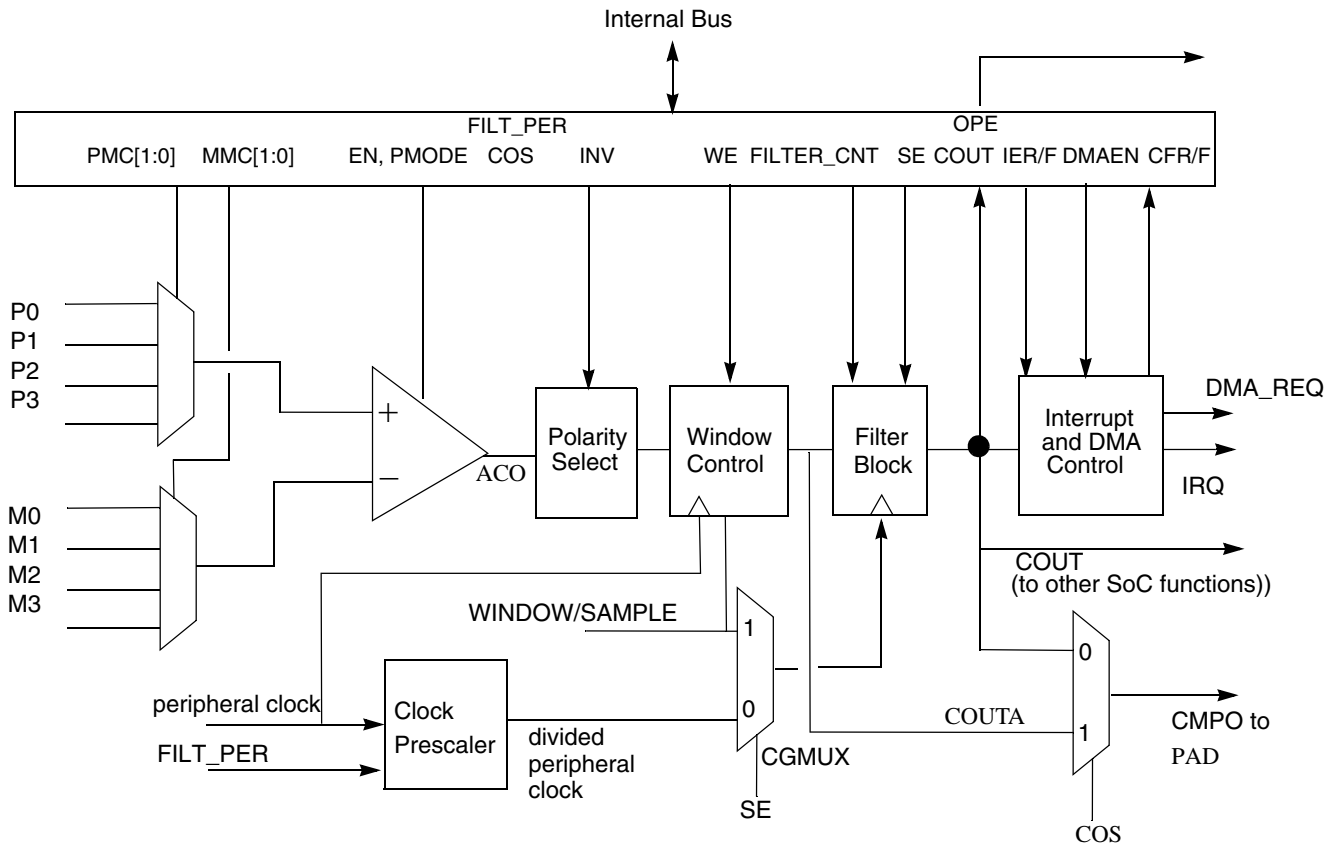 Internal Bus
FILT_PER
OPE
PMC[1:0]
MMC[1:0]
EN, PMODE
COS
INV
WE
FILTER_CNT
SE
COUT
IER/F
DMAEN
CFR/F
P0
P1
P2
P3
+
−
ACO
Polarity
Select
Window
Control
Filter
Block
Interrupt
and DMA
Control
DMA_REQ
IRQ
M0
M1
M2
M3
COUT
(to other SoC functions))
WINDOW/SAMPLE
1
0
CGMUX
SE
peripheral clock
FILT_PER
Clock
Prescaler
divided
peripheral
clock
COUTA
0
1
CMPO to
PAD
COS